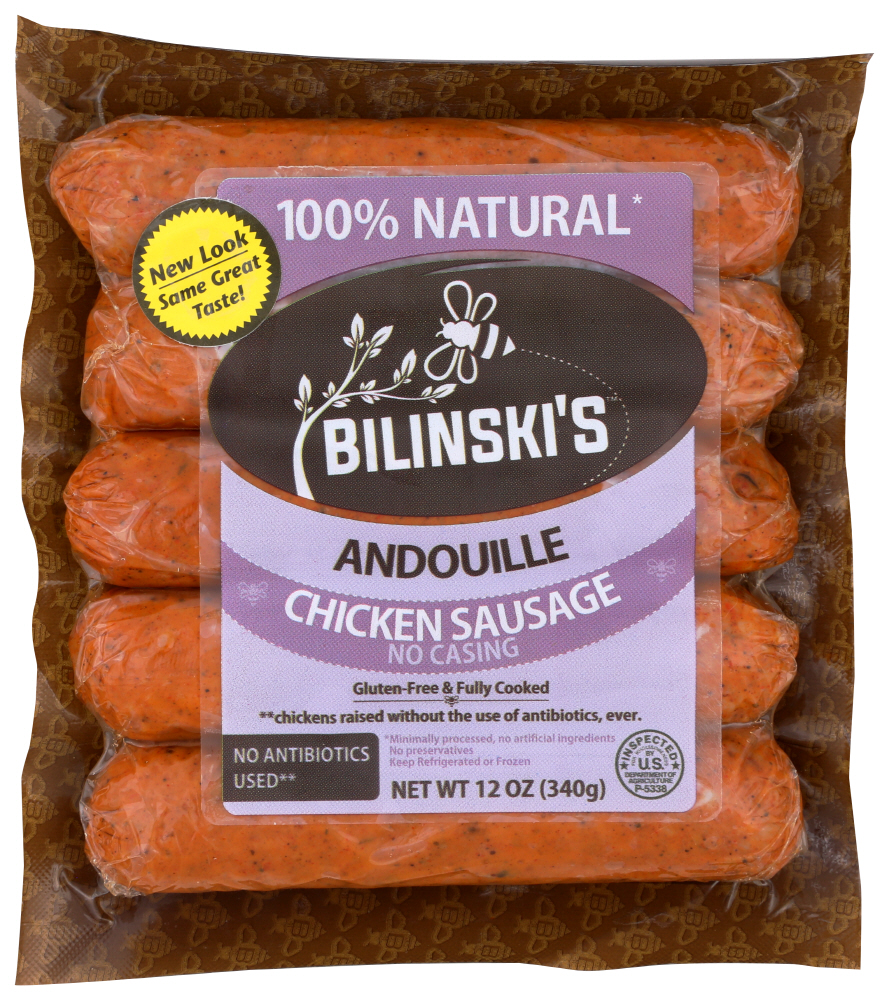 100% NATURAL*
New Look
Same Great
Taste!
BILINSKI'S™
ANDOUILLE
CHICKEN SAUSAGE
NO CASING
Gluten-Free & Fully Cooked
**chickens raised without the use of antibiotics, ever.
NO ANTIBIOTICS
USED**
*Minimally processed, no artificial ingredients
No preservatives
Keep Refrigerated or Frozen
NET WT 12 OZ (340g)
INSPECTED
BY
U.S.
DEPARTMENT OF
AGRICULTURE
P-5338